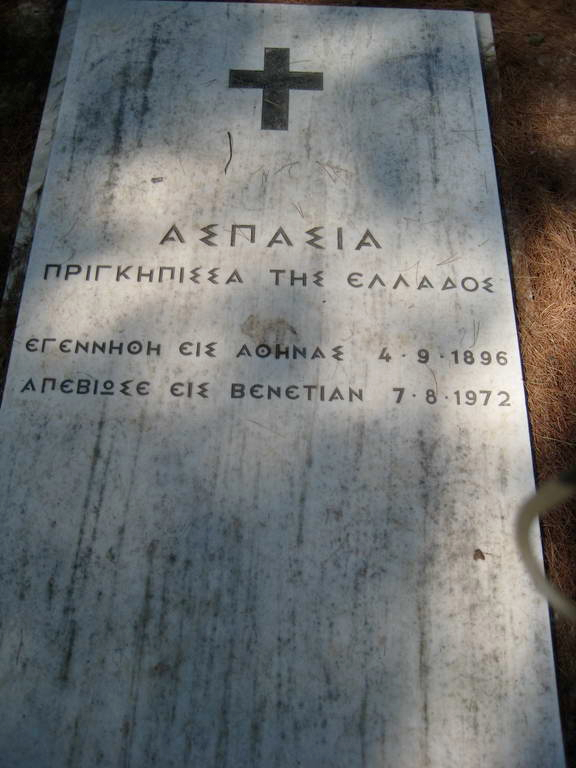 ΑΣΠΑΣΙΑ
ΠΡΙΓΚΗΠΙΣΣΑ ΤΗΣ ΕΛΛΑΔΟΣ
ΕΓΕΝΝΗΘΗ ΕΙΣ ΑΘΗΝΑΣ 4·9·1896
ΑΠΕΒΙΩΣΕ ΕΙΣ ΒΕΝΕΤΙΑΝ 7·8·1972